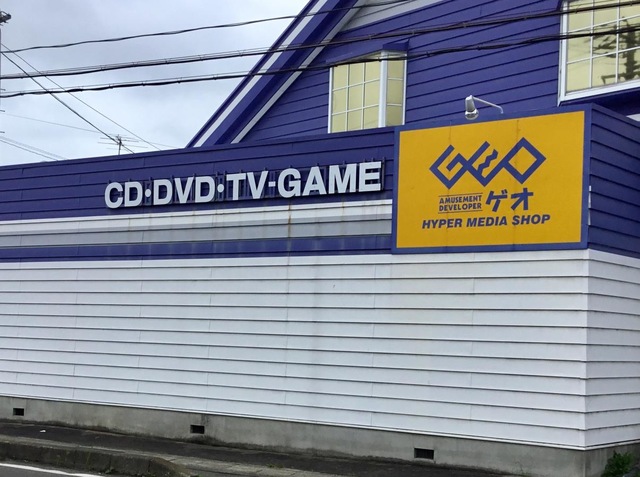 CD·DVD·TV-GAME
GEO
AMUSEMENT
DEVELOPER
ゲオ
HYPER MEDIA SHOP